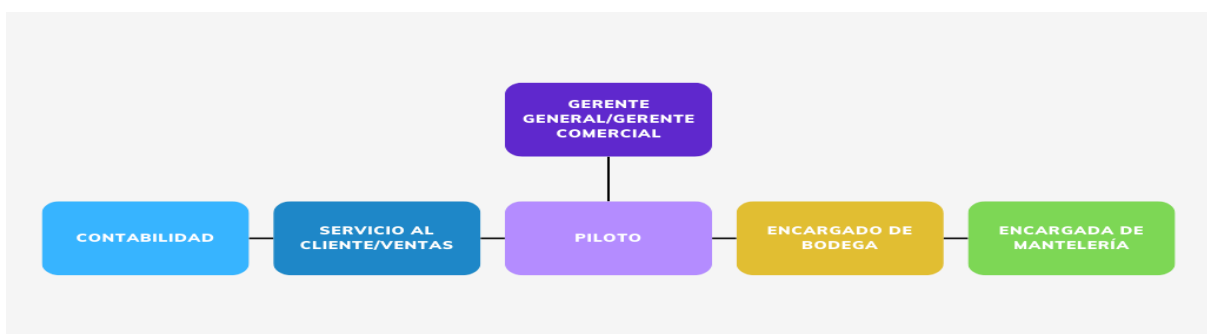 GERENTE
GENERAL/GERENTE
COMERCIAL
CONTABILIDAD
SERVICIO AL
CLIENTE/VENTAS
PILOTO
ENCARGADO DE
BODEGA
ENCARGADA DE
MANTELERÍA